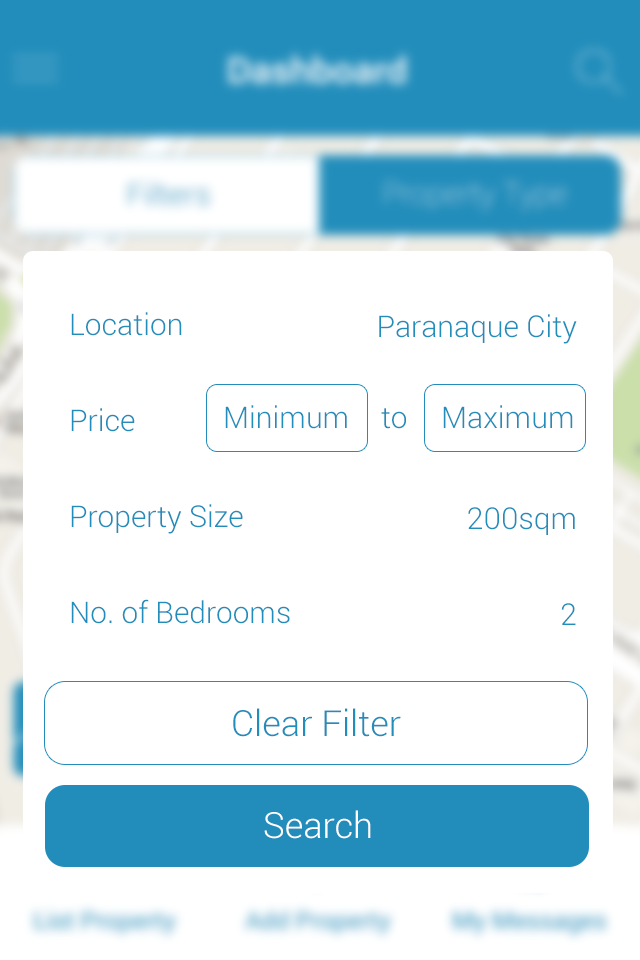 Dashboard
Filters Property Type
Location Paranaque City
Price Minimum to Maximum
Property Size 200sqm
No. of Bedrooms 2
Clear Filter
Search
List Property Add Property My Messages